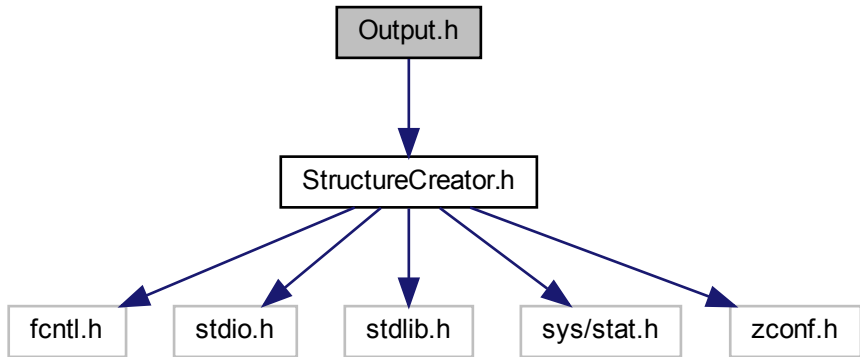 Output.h
StructureCreator.h
fcntl.h
stdio.h
stdlib.h
sys/stat.h
zconf.h